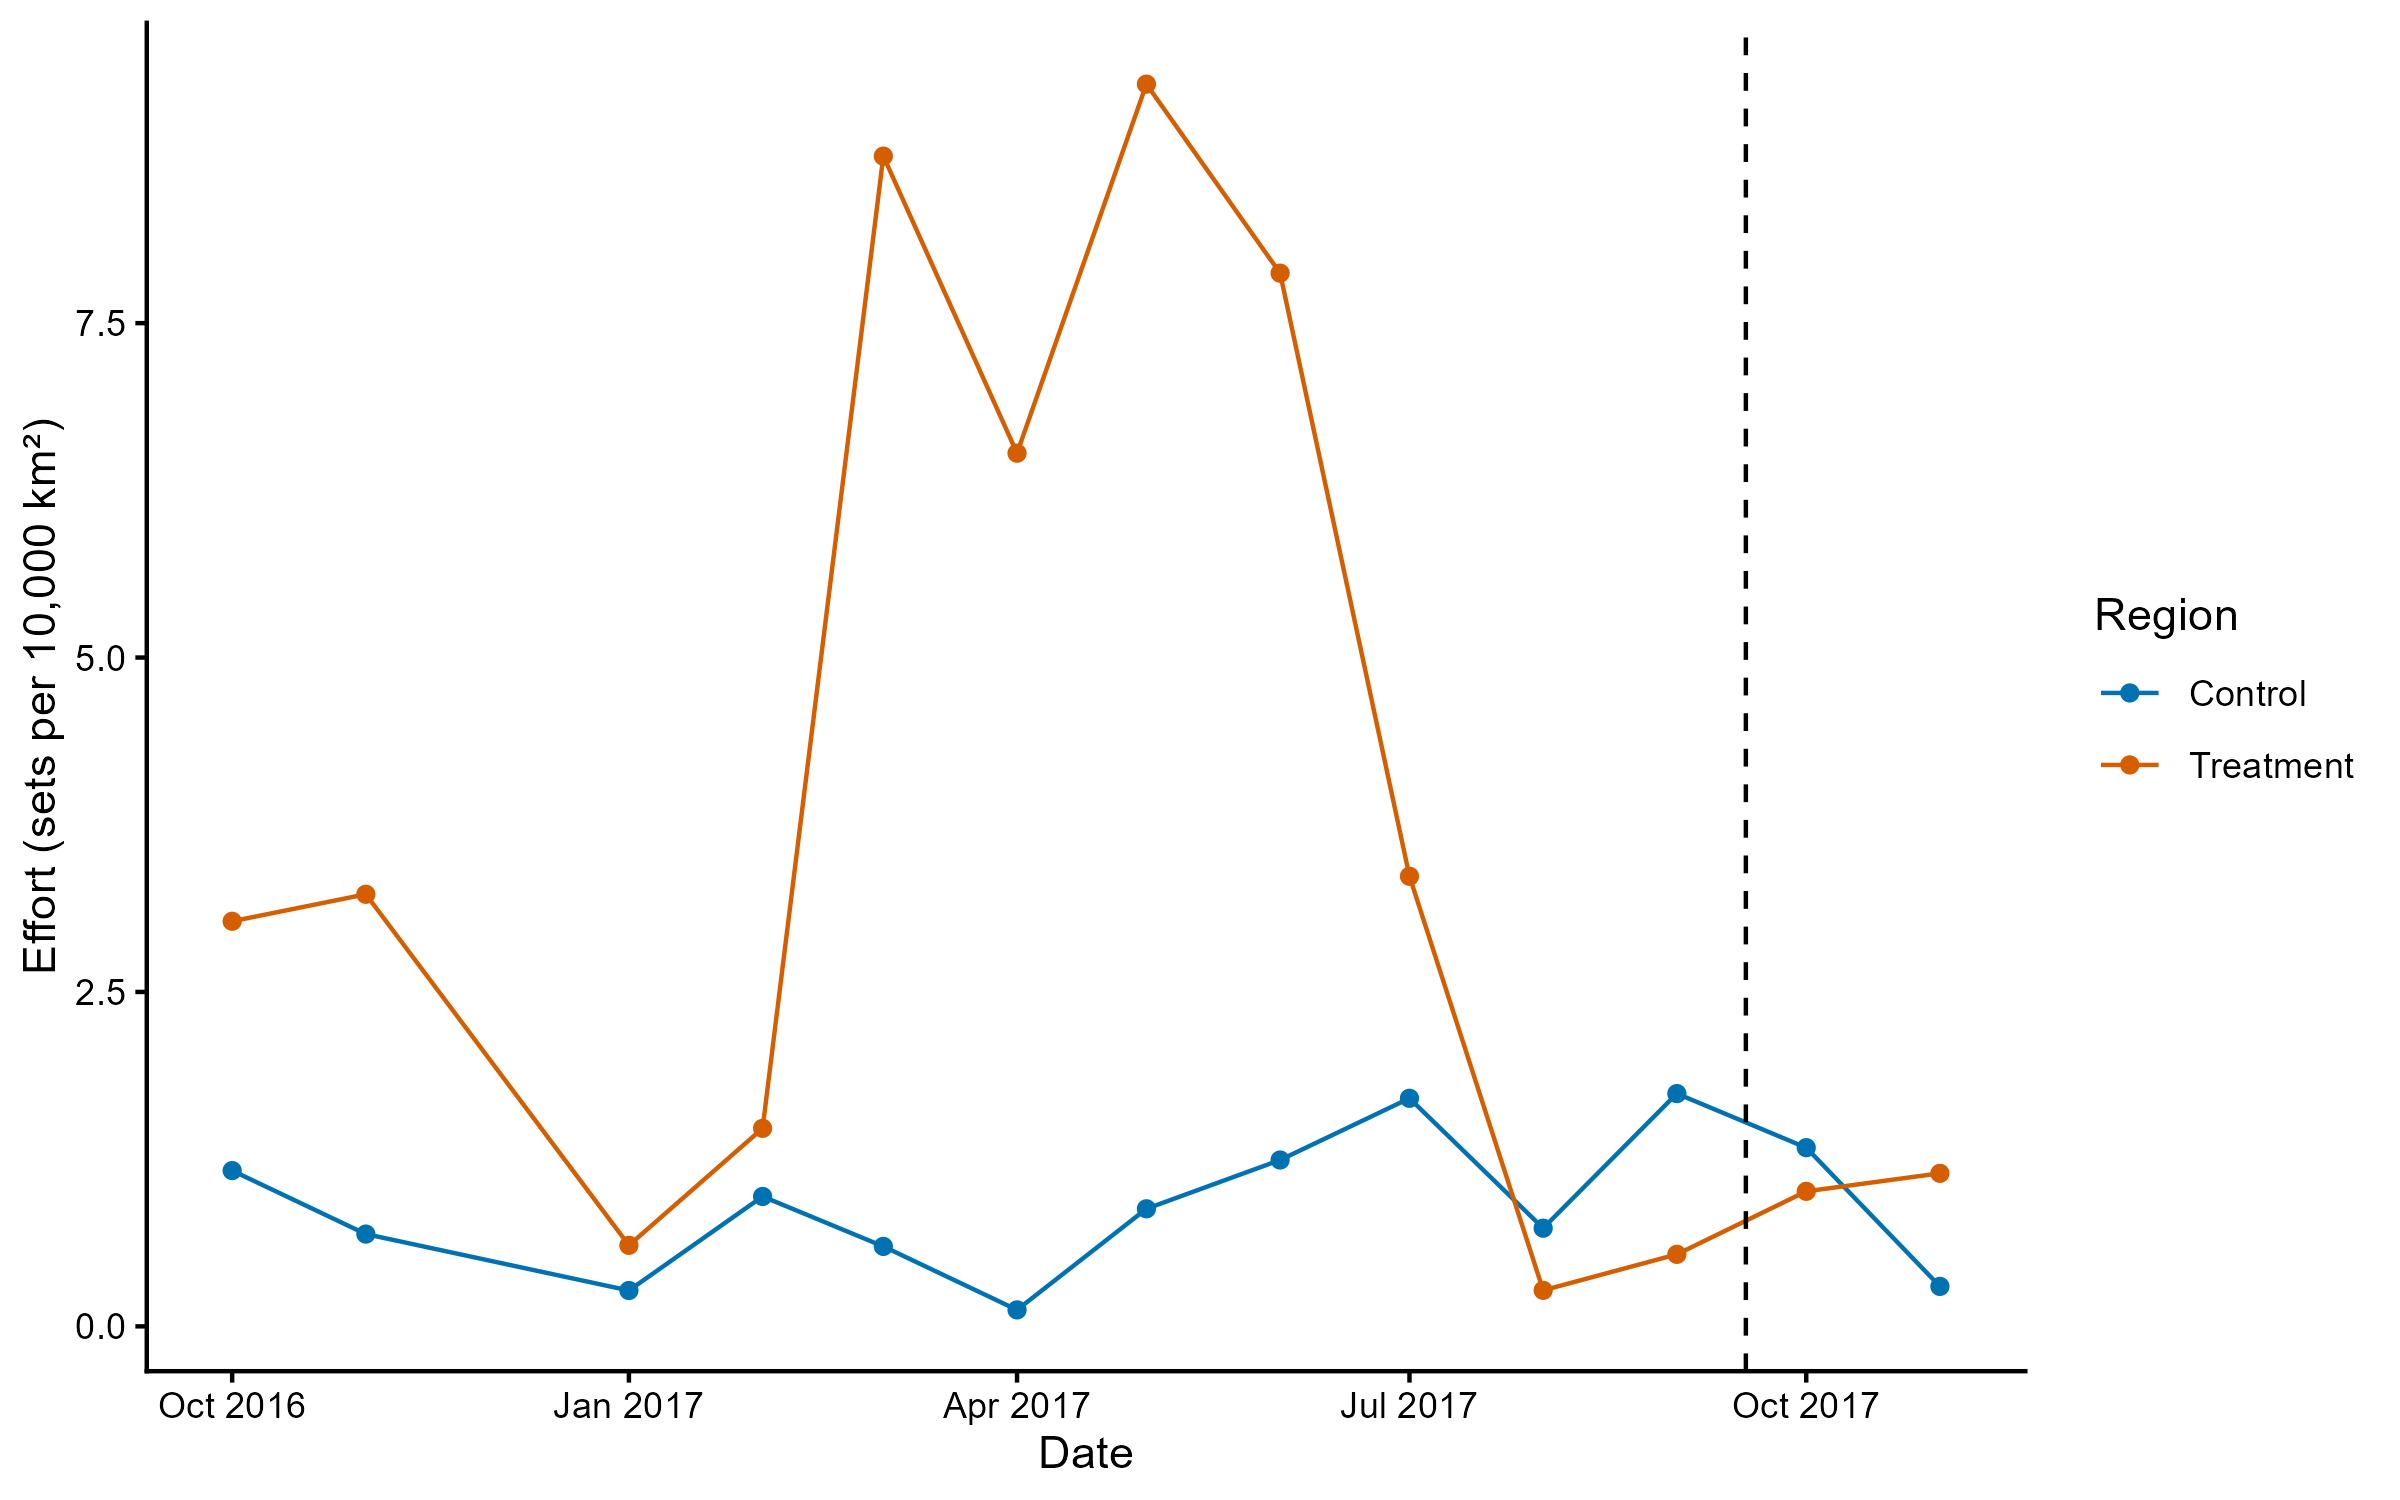 Effort (sets per 10,000 km²)
7.5
5.0
2.5
0.0
Oct 2016
Jan 2017
Apr 2017
Jul 2017
Oct 2017
Date
Region
Control
Treatment